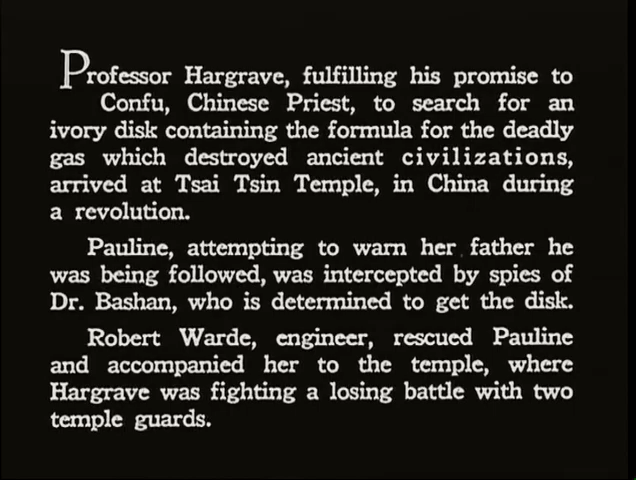 Professor Hargrave, fulfilling his promise to
Confu, Chinese Priest, to search for an
ivory disk containing the formula for the deadly
gas which destroyed ancient civilizations,
arrived at Tsai Tsin Temple, in China during
a revolution.
Pauline, attempting to warn her father he
was being followed, was intercepted by spies of
Dr. Bashan, who is determined to get the disk.
Robert Warde, engineer, rescued Pauline
and accompanied her to the temple, where
Hargrave was fighting a losing battle with two
temple guards.